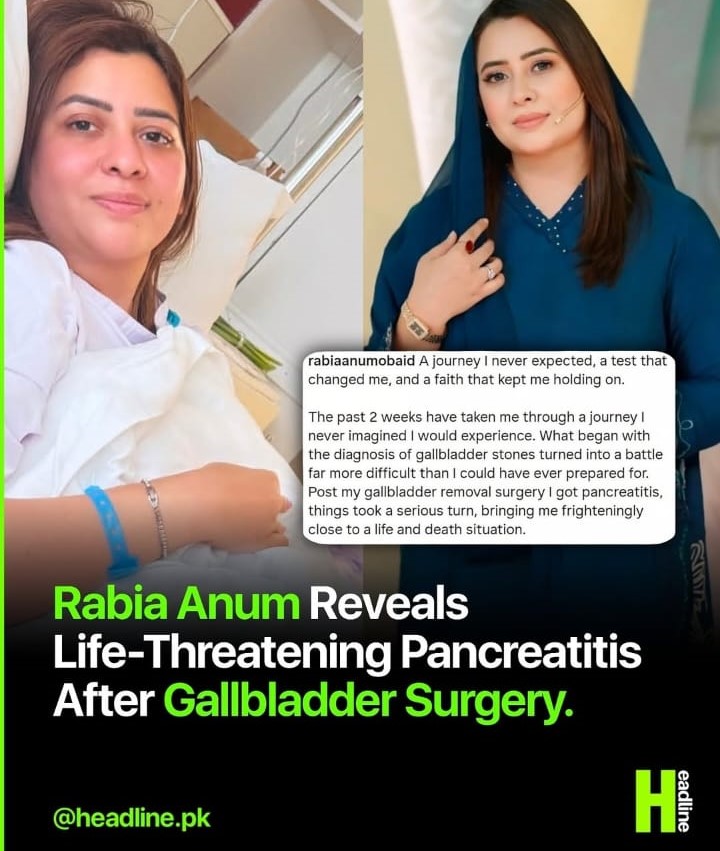 rabiaanumobaid A journey I never expected, a test that
changed me, and a faith that kept me holding on.
The past 2 weeks have taken me through a journey I
never imagined I would experience. What began with
the diagnosis of gallbladder stones turned into a battle
far more difficult than I could have ever prepared for.
Post my gallbladder removal surgery I got pancreatitis,
things took a serious turn, bringing me frighteningly
close to a life and death situation.
Rabia Anum Reveals
Life-Threatening Pancreatitis
After Gallbladder Surgery.
@headline.pk
Headline